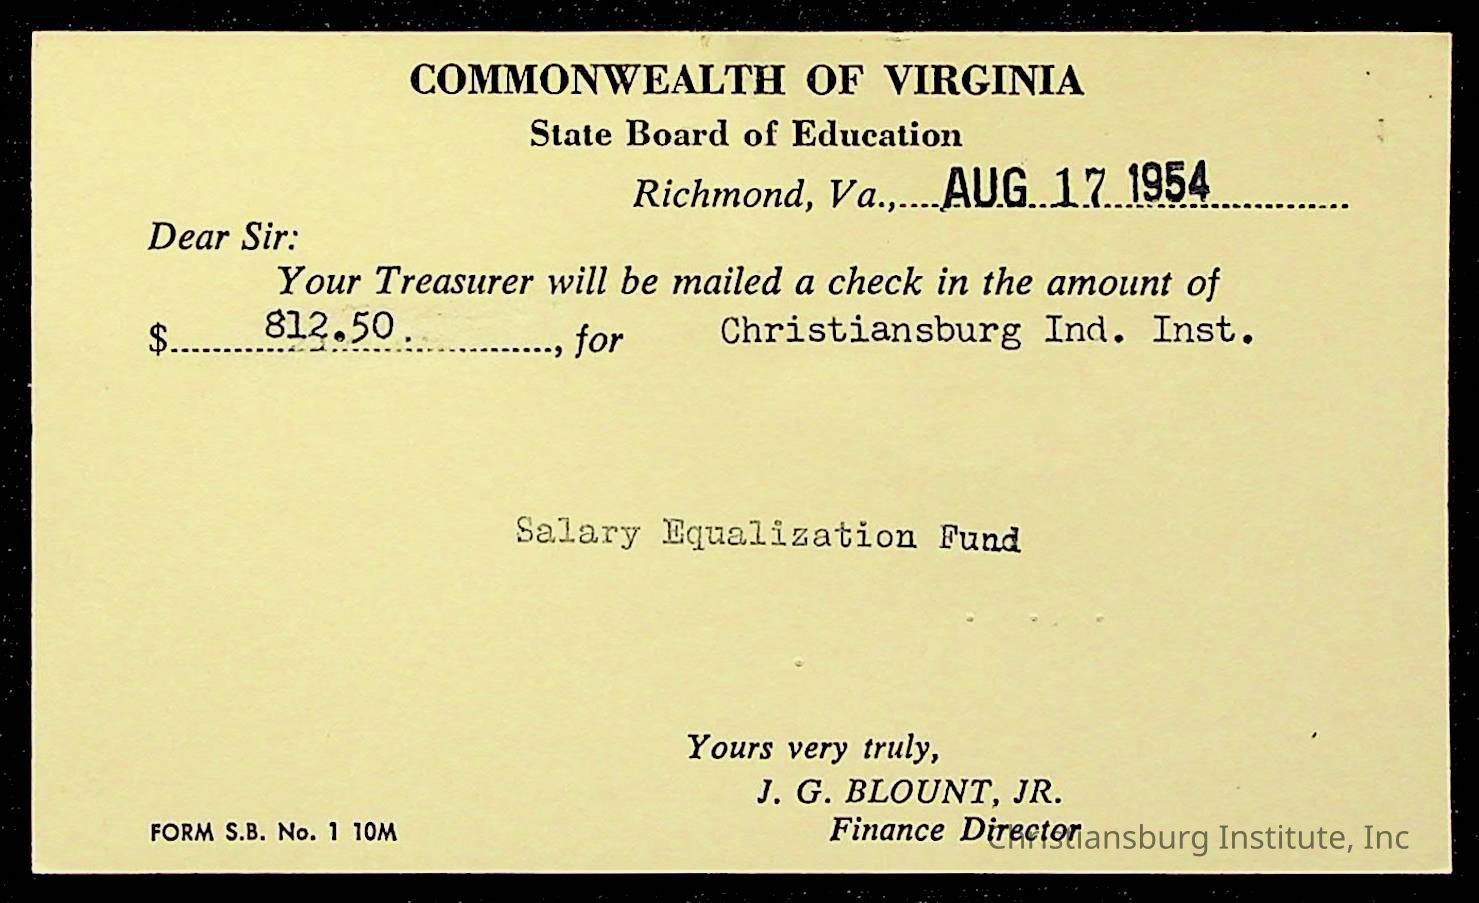 COMMONWEALTH OF VIRGINIA
State Board of Education
Richmond, Va.,....AUG 17 1954
Dear Sir:
Your Treasurer will be mailed a check in the amount of
$ 812.50 , for Christiansburg Ind. Inst.
Salary Equalization Fund
Yours very truly,
J. G. BLOUNT, JR.
FORM S.B. No. 1 10M Finance Director
Christiansburg Institute, Inc